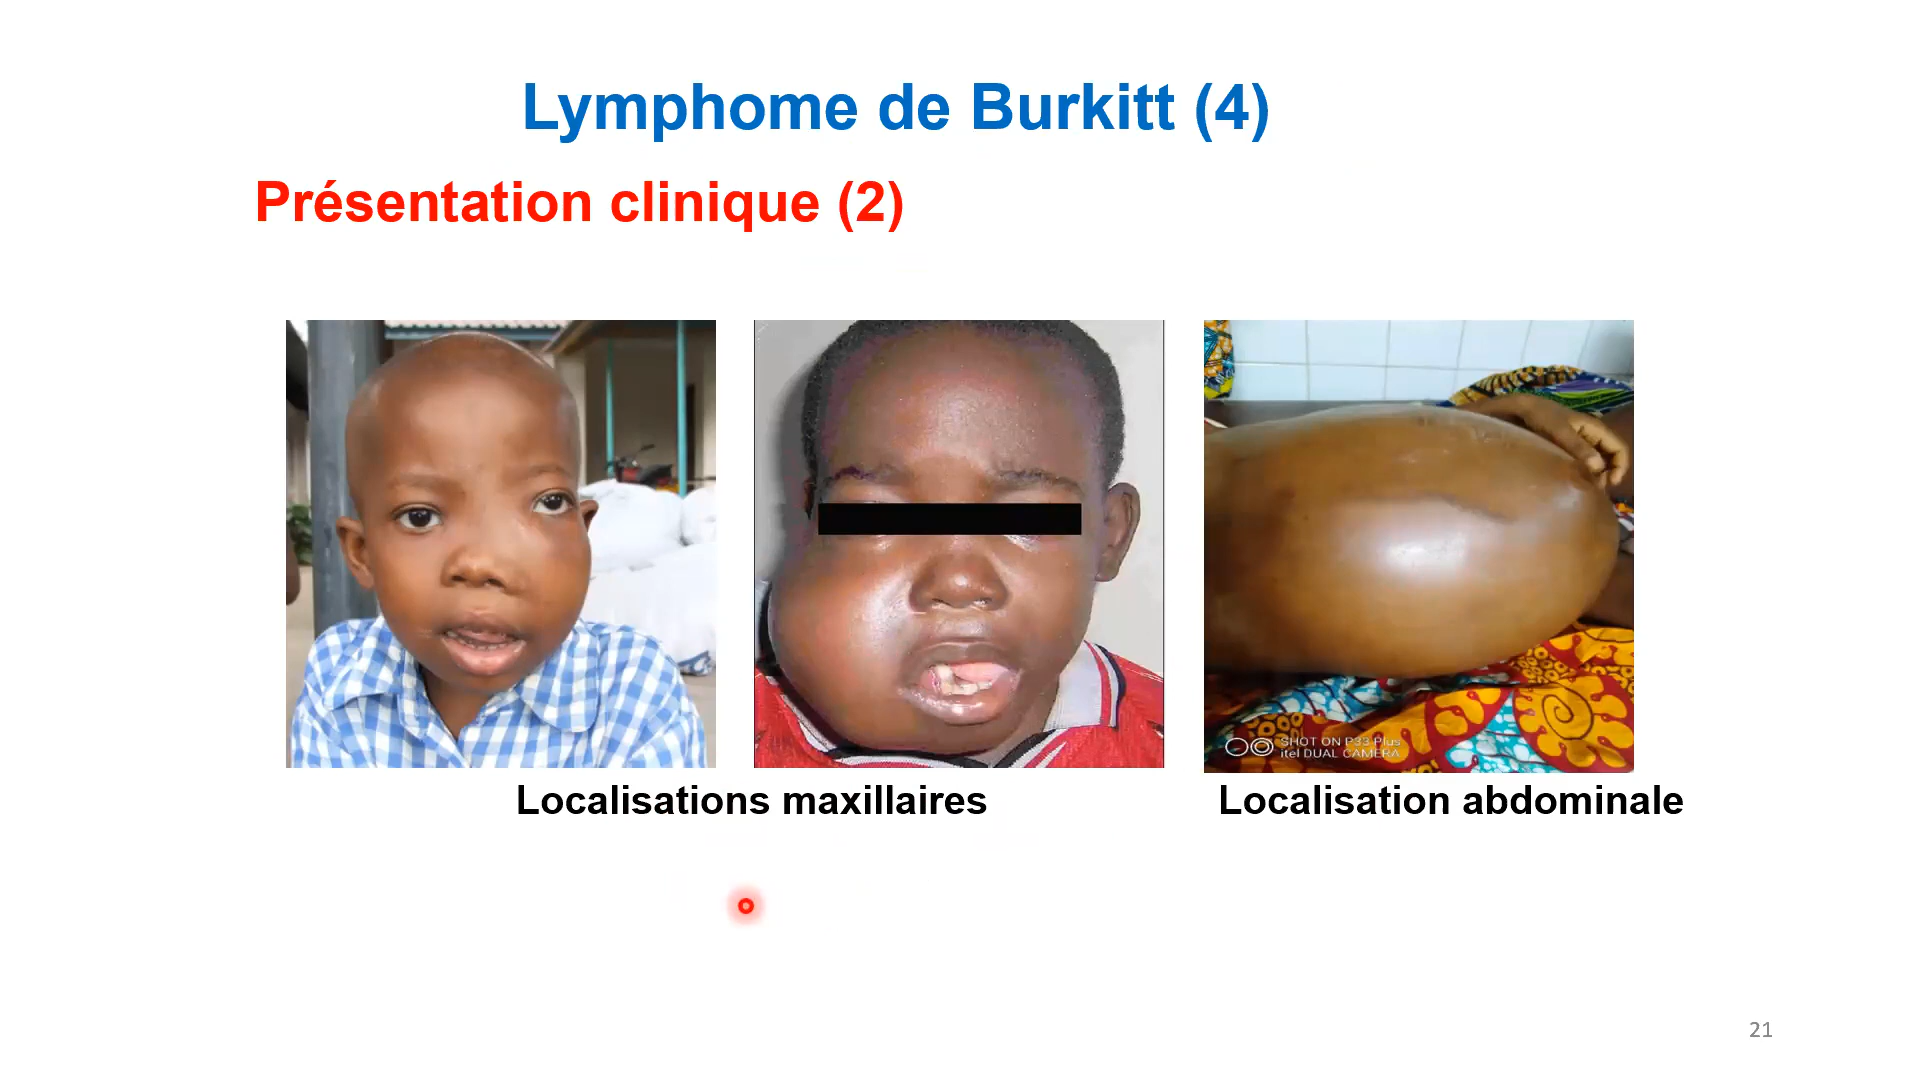 Lymphome de Burkitt (4)
Présentation clinique (2)
SHOT ON P33 Plus
itel DUAL CAMERA
Localisations maxillaires
Localisation abdominale
21